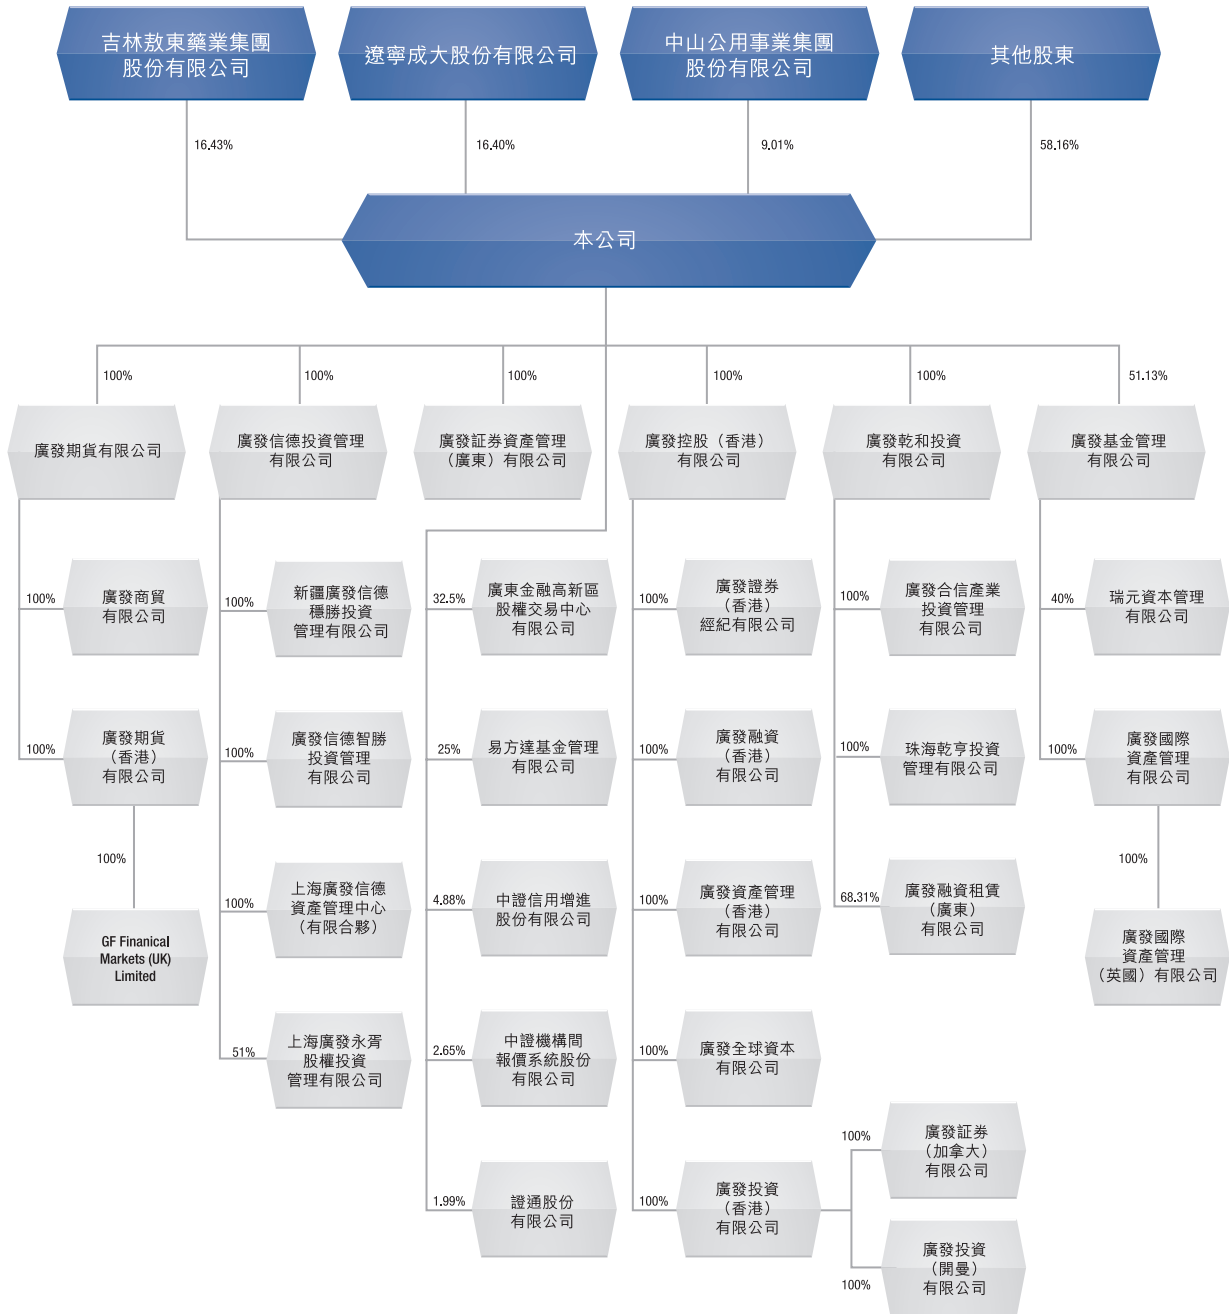 吉林敖東藥業集團
股份有限公司
遼寧成大股份有限公司
中山公用事業集團
股份有限公司
其他股東
16.43%
16.40%
9.01%
58.16%
本公司
100%
100%
100%
100%
100%
51.13%
廣發期貨有限公司
廣發信德投資管理
有限公司
廣發証券資產管理
（廣東）有限公司
廣發控股（香港）
有限公司
廣發乾和投資
有限公司
廣發基金管理
有限公司
100%
廣發商貿
有限公司
100%
新疆廣發信德
穩勝投資
管理有限公司
32.5%
廣東金融高新區
股權交易中心
有限公司
100%
廣發證券
（香港）
經紀有限公司
100%
廣發合信產業
投資管理
有限公司
40%
瑞元資本管理
有限公司
100%
廣發期貨
（香港）
有限公司
100%
廣發信德智勝
投資管理
有限公司
25%
易方達基金管理
有限公司
100%
廣發融資
（香港）
有限公司
100%
珠海乾亨投資
管理有限公司
100%
廣發國際
資產管理
有限公司
100%
GF Finanical
Markets (UK)
Limited
100%
上海廣發信德
資產管理中心
（有限合夥）
4.88%
中證信用增進
股份有限公司
100%
廣發資產管理
（香港）
有限公司
68.31%
廣發融資租賃
（廣東）
有限公司
100%
廣發國際
資產管理
（英國）有限公司
51%
上海廣發永胥
股權投資
管理有限公司
2.65%
中證機構間
報價系統股份
有限公司
100%
廣發全球資本
有限公司
1.99%
證通股份
有限公司
100%
廣發投資
（香港）
有限公司
100%
廣發証券
（加拿大）
有限公司
100%
廣發投資
（開曼）
有限公司